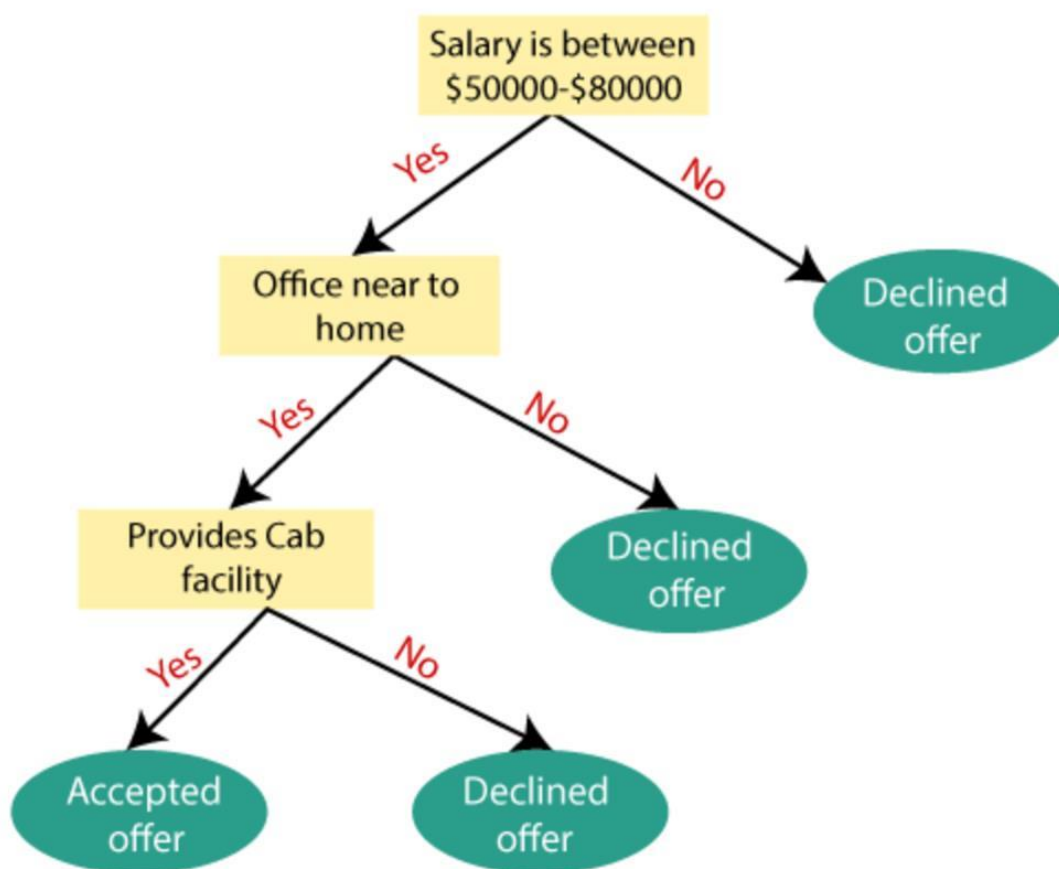 Salary is between
$50000-$80000
Yes
No
Office near to
home
Declined
offer
Yes
No
Provides Cab
facility
Declined
offer
Yes
No
Accepted
offer
Declined
offer